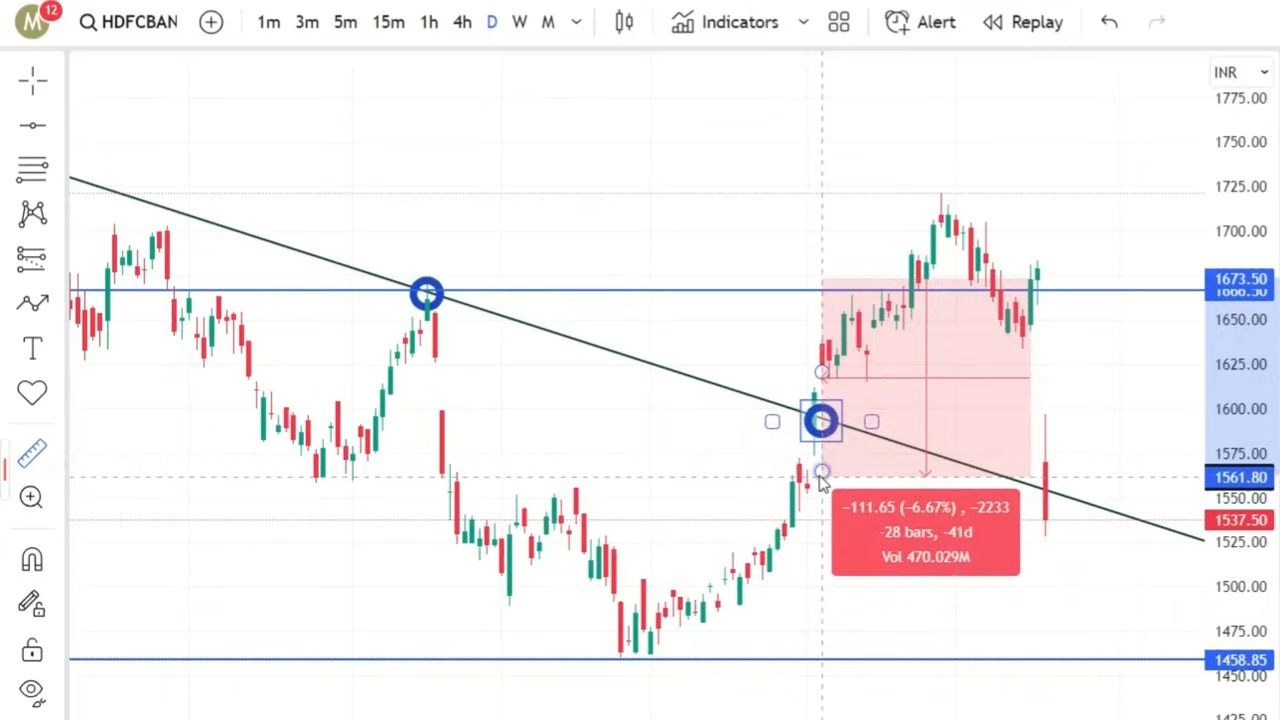 M
12
HDFCBAN
1m 3m 5m 15m 1h 4h D W M
Indicators
Alert
Replay
INR
1775.00
1750.00
1725.00
1700.00
1673.50
1666.50
1650.00
1625.00
1600.00
1575.00
1561.80
1550.00
1537.50
1525.00
1500.00
1475.00
1458.85
1450.00
1425.00
−111.65 (−6.67%) , −2233
-28 bars, -41d
Vol 470.029M
T